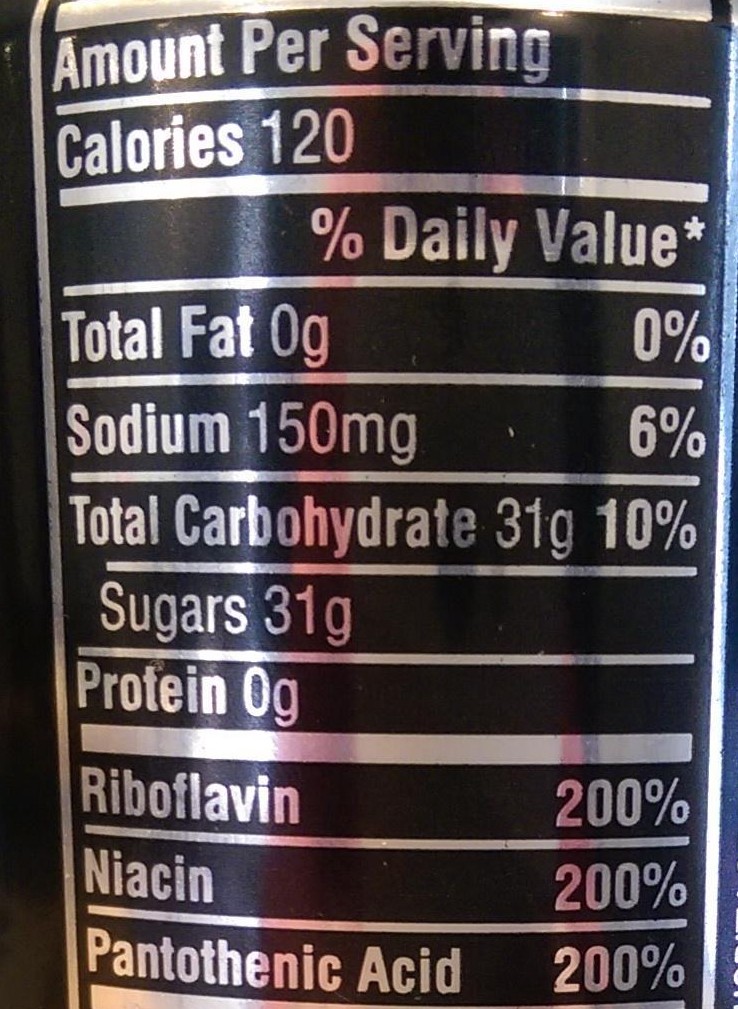 Amount Per Serving
Calories 120
% Daily Value*
Total Fat 0g 0%
Sodium 150mg 6%
Total Carbohydrate 31g 10%
Sugars 31g
Protein 0g
Riboflavin 200%
Niacin 200%
Pantothenic Acid 200%